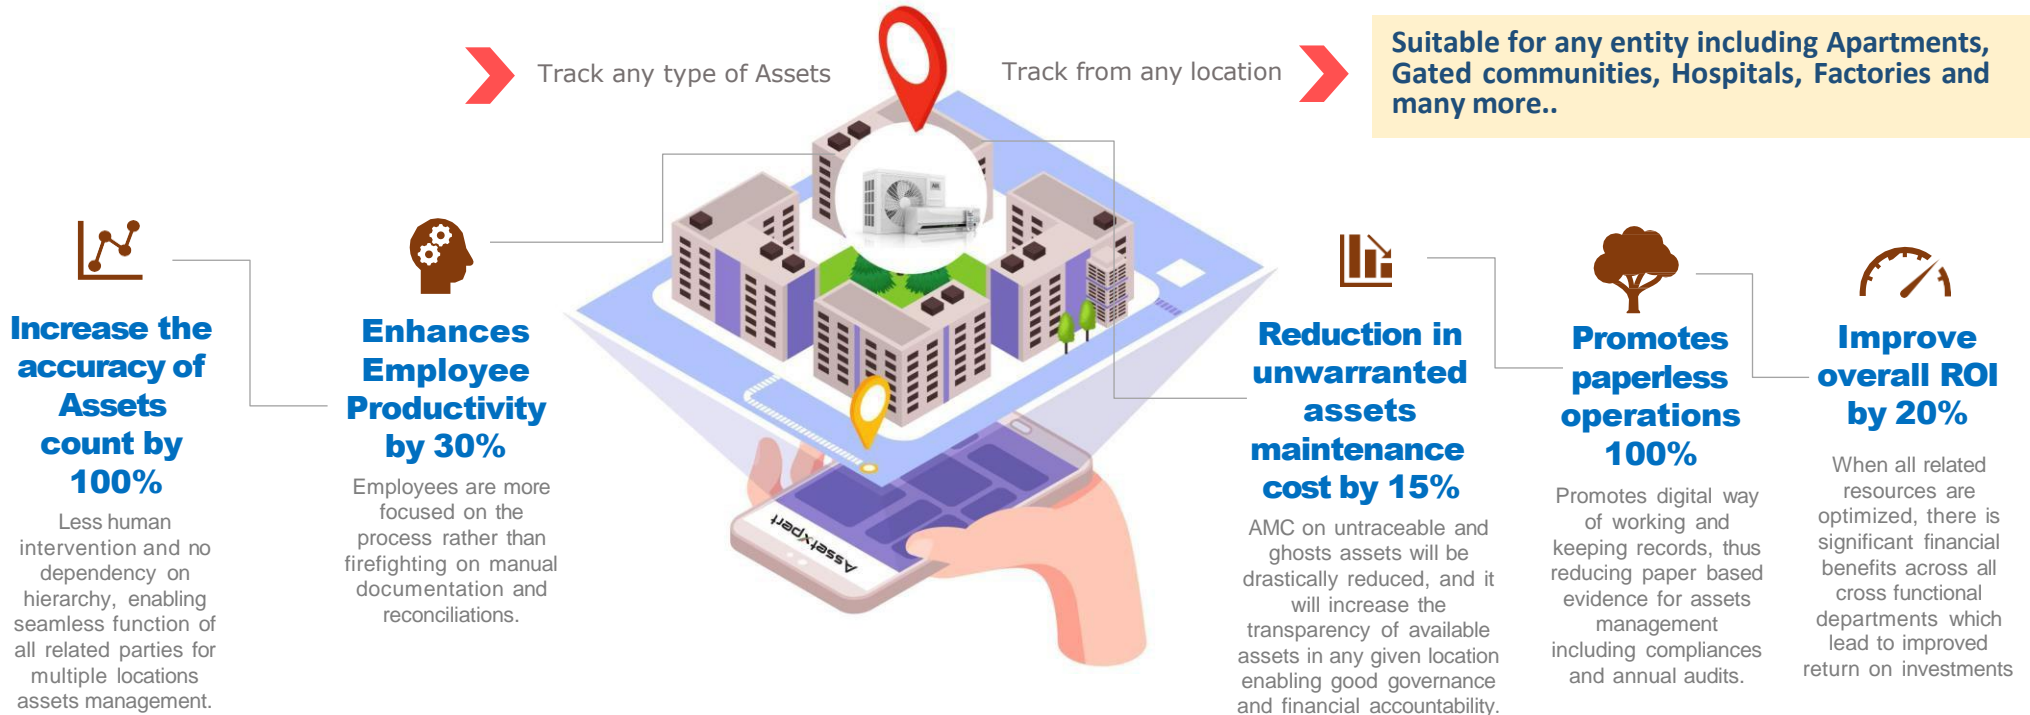 Track any type of Assets
Track from any location
Suitable for any entity including Apartments,
Gated communities, Hospitals, Factories and
many more..
Increase the
accuracy of
Assets
count by
100%
Less human
intervention and no
dependency on
hierarchy, enabling
seamless function of
all related parties for
multiple locations
assets management.
Enhances
Employee
Productivity
by 30%
Employees are more
focused on the
process rather than
firefighting on manual
documentation and
reconciliations.
AssetXpert
Reduction in
unwarranted
assets
maintenance
cost by 15%
AMC on untraceable and
ghosts assets will be
drastically reduced, and it
will increase the
transparency of available
assets in any given location
enabling good governance
and financial accountability.
Promotes
paperless
operations
100%
Promotes digital way
of working and
keeping records, thus
reducing paper based
evidence for assets
management
including compliances
and annual audits.
Improve
overall ROI
by 20%
When all related
resources are
optimized, there is
significant financial
benefits across all
cross functional
departments which
lead to improved
return on investments